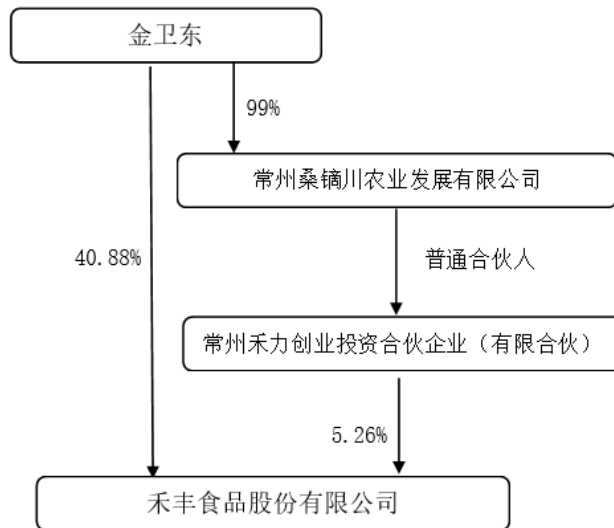 金卫东
99%
常州桑镝川农业发展有限公司
40.88%
普通合伙人
常州禾力创业投资合伙企业（有限合伙）
5.26%
禾丰食品股份有限公司